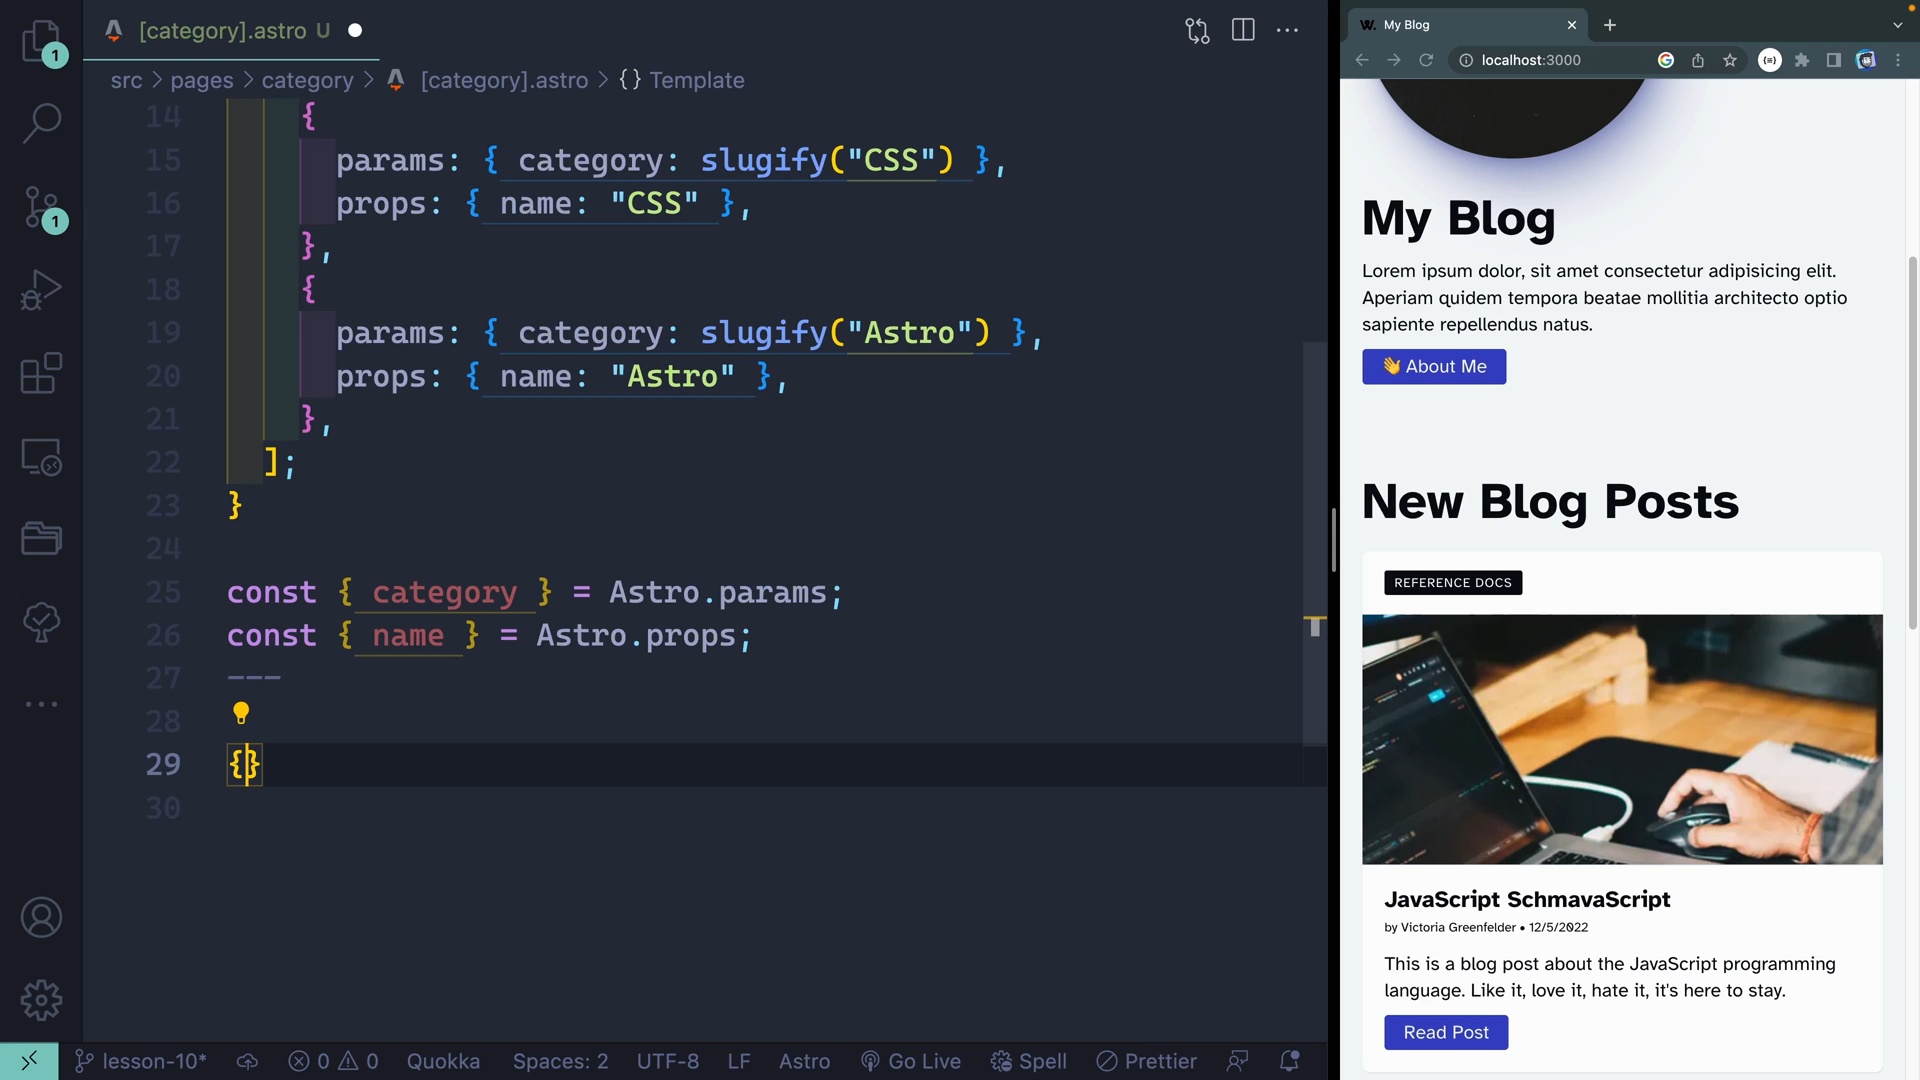 [category].astro U
My Blog
localhost:3000
src > pages > category > [category].astro > {} Template
14 {
15 params: { category: slugify("CSS") },
16 props: { name: "CSS" },
17 },
18 {
19 params: { category: slugify("Astro") },
20 props: { name: "Astro" },
21 },
22 ];
23 }
24
25 const { category } = Astro.params;
26 const { name } = Astro.props;
27 ---
28
29 {}
30
1
1
lesson-10* 0 0 Quokka Spaces: 2 UTF-8 LF Astro Go Live Spell Prettier
My Blog
Lorem ipsum dolor, sit amet consectetur adipisicing elit.
Aperiam quidem tempora beatae mollitia architecto optio
sapiente repellendus natus.
👋 About Me
New Blog Posts
REFERENCE DOCS
JavaScript SchmavaScript
by Victoria Greenfelder • 12/5/2022
This is a blog post about the JavaScript programming
language. Like it, love it, hate it, it's here to stay.
Read Post